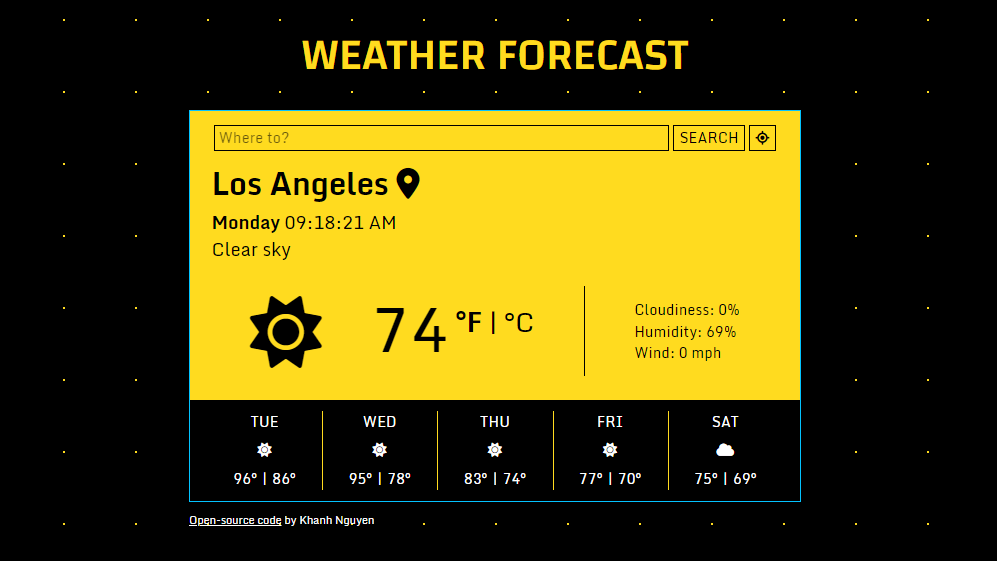 WEATHER FORECAST
Where to?
SEARCH
Los Angeles
Monday 09:18:21 AM
Clear sky
74 °F | °C
Cloudiness: 0%
Humidity: 69%
Wind: 0 mph
TUE WED THU FRI SAT
96° | 86° 95° | 78° 83° | 74° 77° | 70° 75° | 69°
Open-source code by Khanh Nguyen